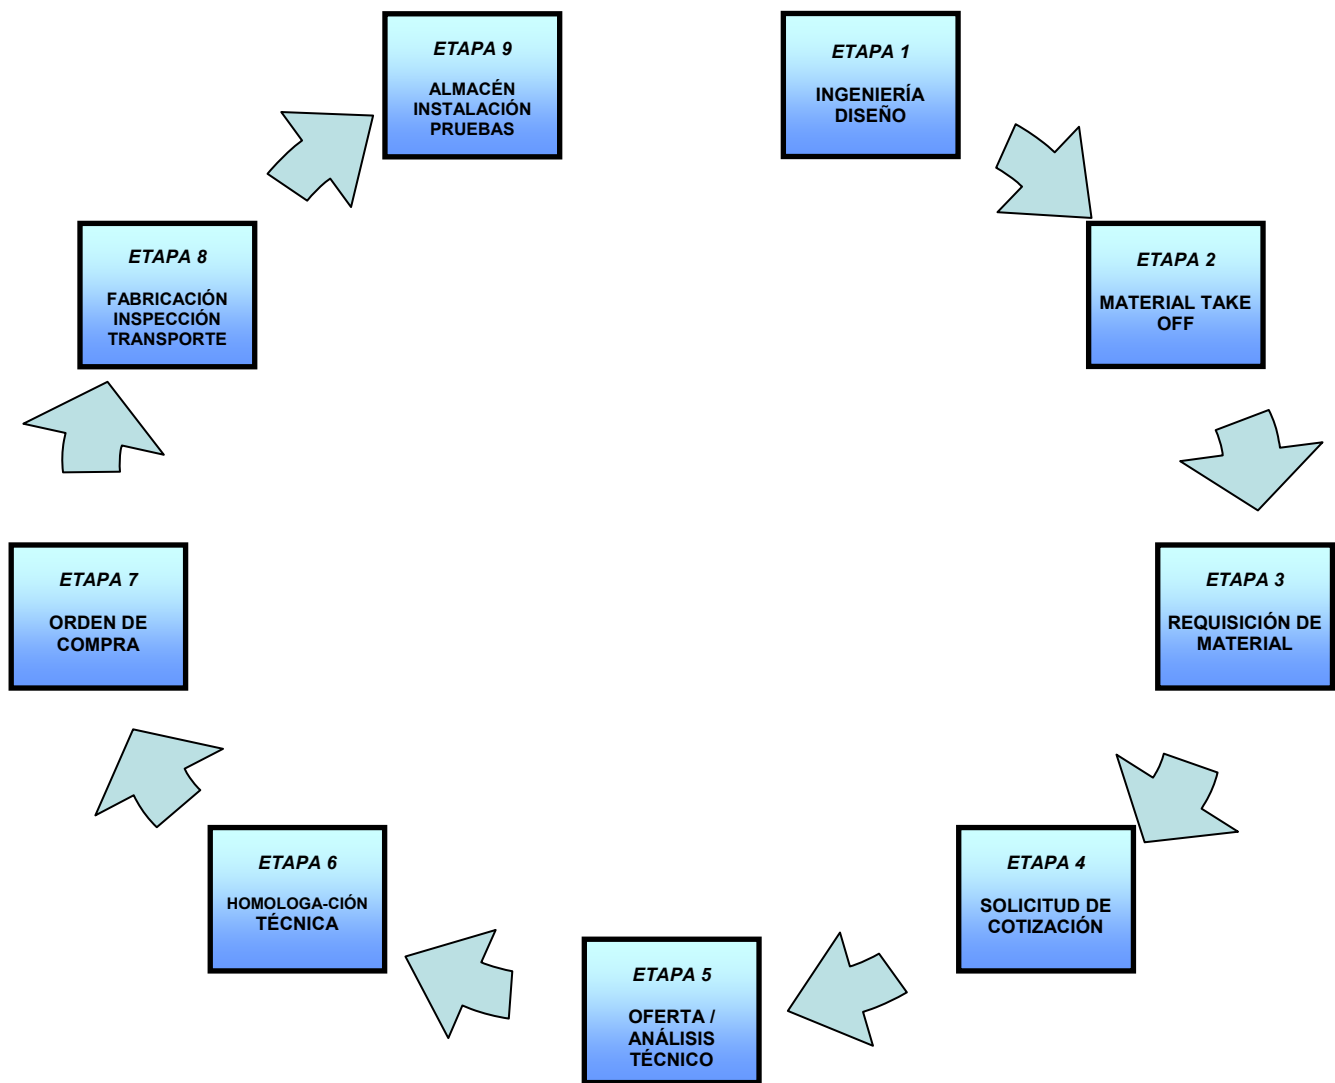 ETAPA 1
INGENIERÍA
DISEÑO
ETAPA 2
MATERIAL TAKE
OFF
ETAPA 3
REQUISICIÓN DE
MATERIAL
ETAPA 4
SOLICITUD DE
COTIZACIÓN
ETAPA 5
OFERTA /
ANÁLISIS
TÉCNICO
ETAPA 6
HOMOLOGA-CIÓN
TÉCNICA
ETAPA 7
ORDEN DE
COMPRA
ETAPA 8
FABRICACIÓN
INSPECCIÓN
TRANSPORTE
ETAPA 9
ALMACÉN
INSTALACIÓN
PRUEBAS